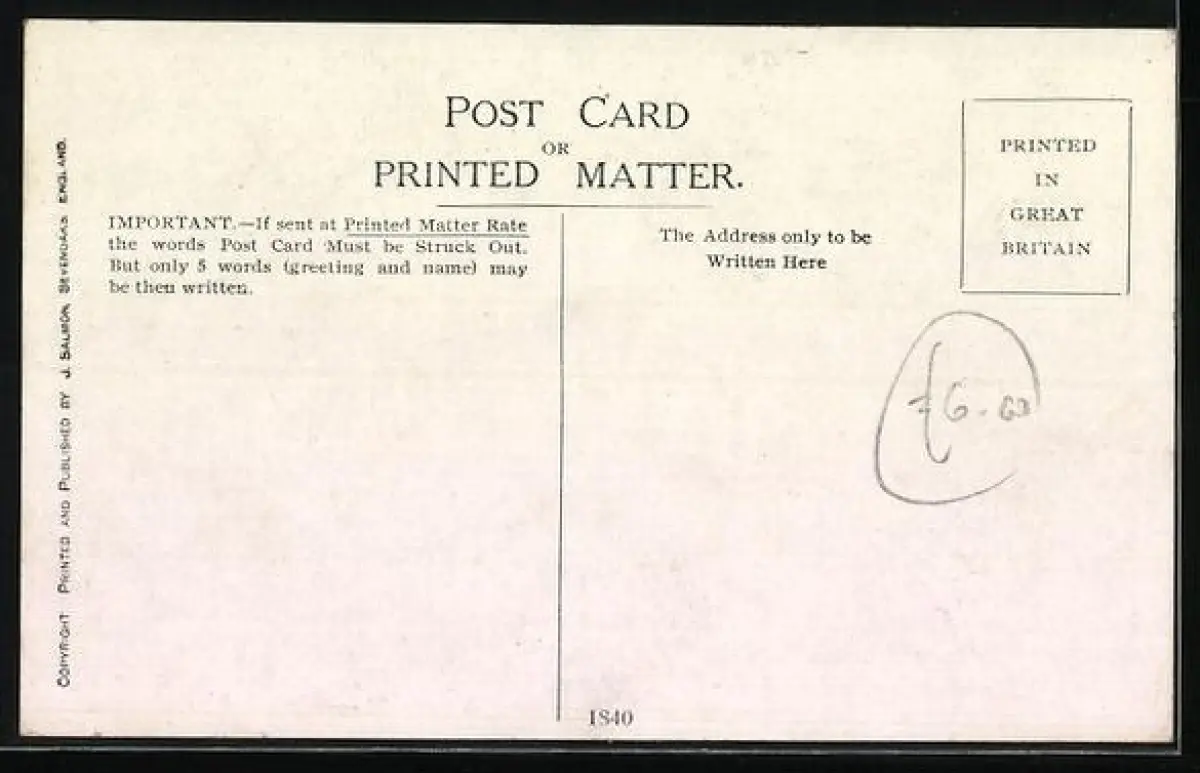 POST CARD
OR
PRINTED MATTER.
IMPORTANT.—If sent at Printed Matter Rate
the words Post Card Must be Struck Out.
But only 5 words (greeting and name) may
be then written.
The Address only to be
Written Here
PRINTED
IN
GREAT
BRITAIN
COPYRIGHT PRINTED AND PUBLISHED BY J. SALMON, SEVENOAKS ENGLAND.
£6.00
1840